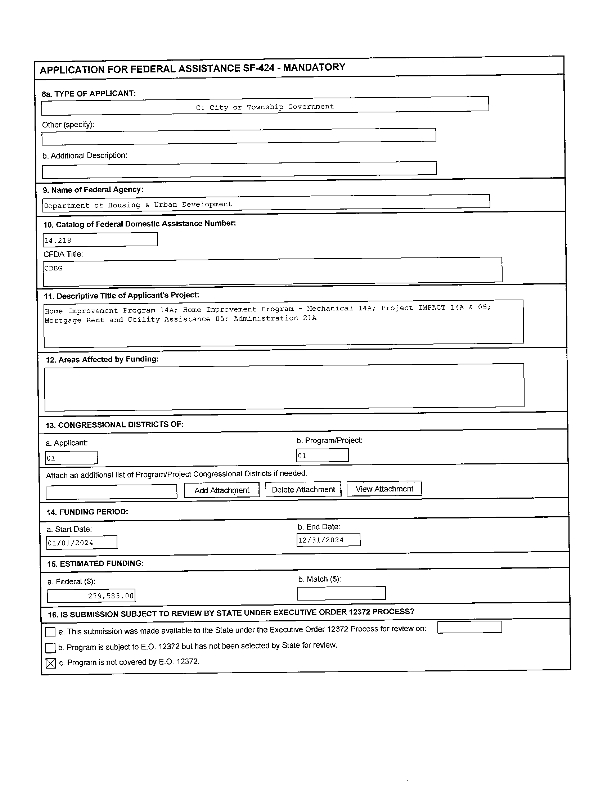 APPLICATION FOR FEDERAL ASSISTANCE SF-424 - MANDATORY
8a. TYPE OF APPLICANT:
C: City or Township Government
Other (specify):
b. Additional Description:
9. Name of Federal Agency:
Department of Housing & Urban Development
10. Catalog of Federal Domestic Assistance Number:
14.218
CFDA Title:
CDBG
11. Descriptive Title of Applicant's Project:
Home Improvement Program 14A; Home Improvement Program - Mechanical 14A; Project IMPACT 14A &
Mortgage Rent and Utility Assistance Administration 21A
12. Areas Affected by Funding:
13. CONGRESSIONAL DISTRICTS OF:
a. Applicant:
b. Program/Project:
01
Attach an additional list of Program/Project Congressional Districts if needed.
Add Attachment
Delete Attachment
View Attachment
14. FUNDING PERIOD:
a. Start Date:
b. End Date:
01/01/2024
12/31/2024
15. ESTIMATED FUNDING:
a. Federal ($):
b. Match ($):
16. IS SUBMISSION SUBJECT TO REVIEW BY STATE UNDER EXECUTIVE ORDER 12372 PROCESS?
a. This submission was made available to the State under the Executive Order 12372 Process for review on:
b. Program is subject to E.O. 12372 but has not been selected by State for review.
c. Program is not covered by E.O. 12372.